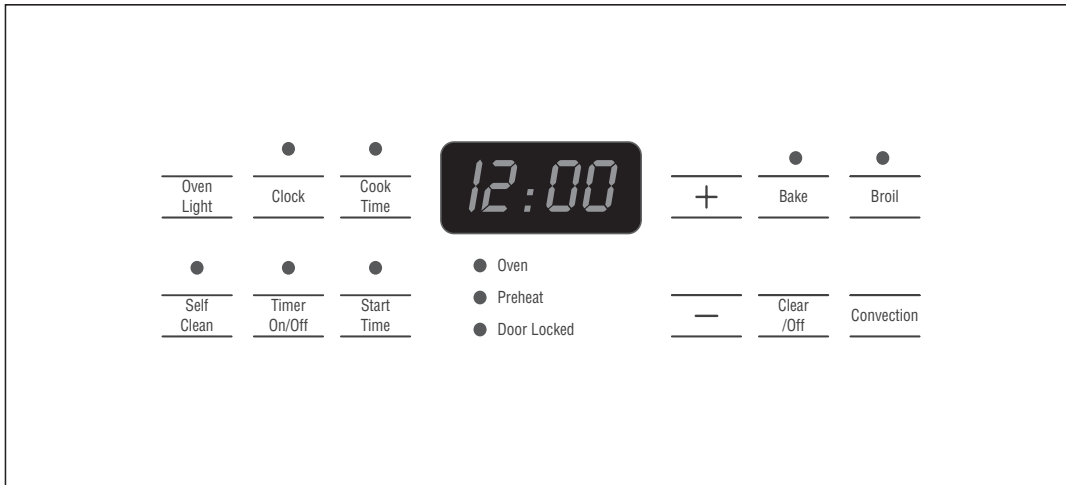 Oven
Light
Clock
Cook
Time
12:00
+
Bake
Broil
Self
Clean
Timer
On/Off
Start
Time
Oven
Preheat
Door Locked
−
Clear
/Off
Convection